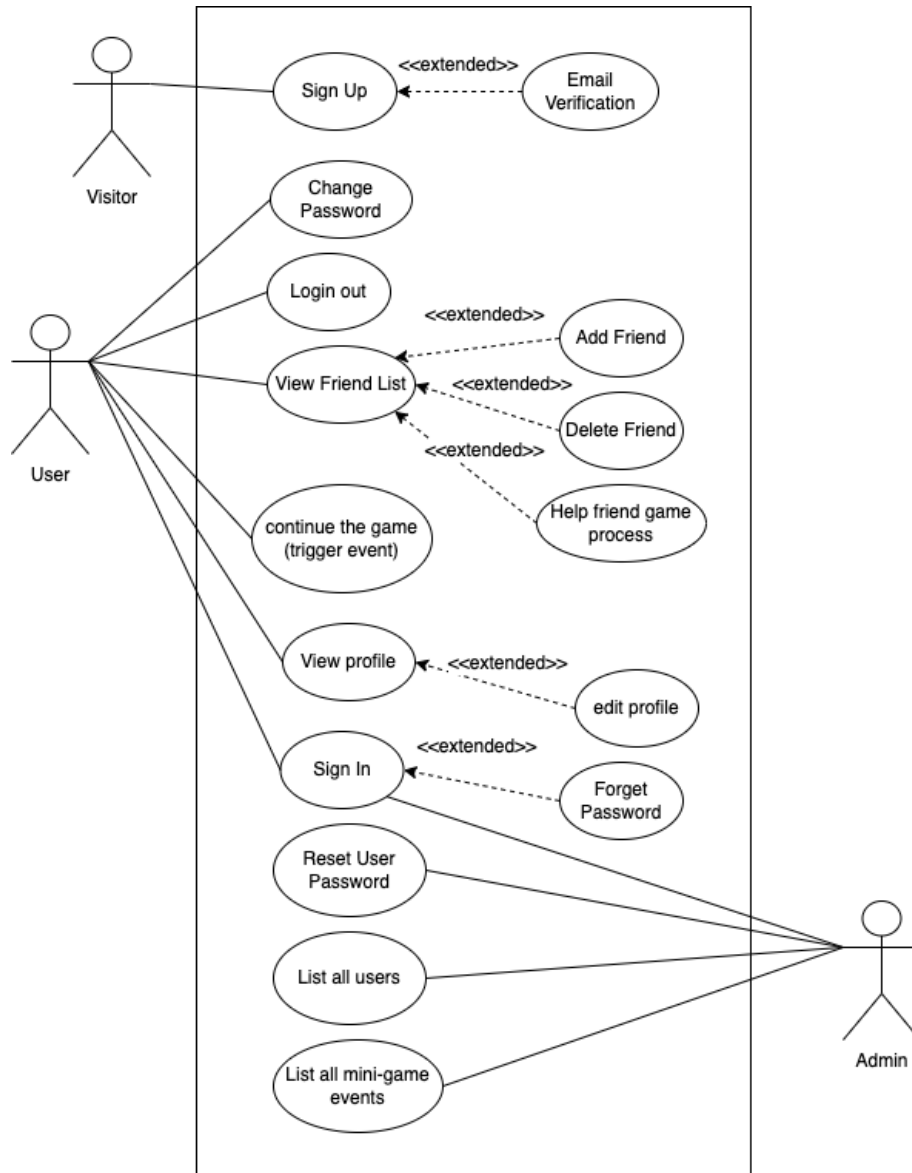 <<extended>>
Sign Up
Email
Verification
Visitor
Change
Password
Login out
<<extended>>
Add Friend
View Friend List
<<extended>>
Delete Friend
<<extended>>
User
Help friend game
process
continue the game
(trigger event)
View profile
<<extended>>
edit profile
<<extended>>
Sign In
Forget
Password
Reset User
Password
List all users
Admin
List all mini-game
events